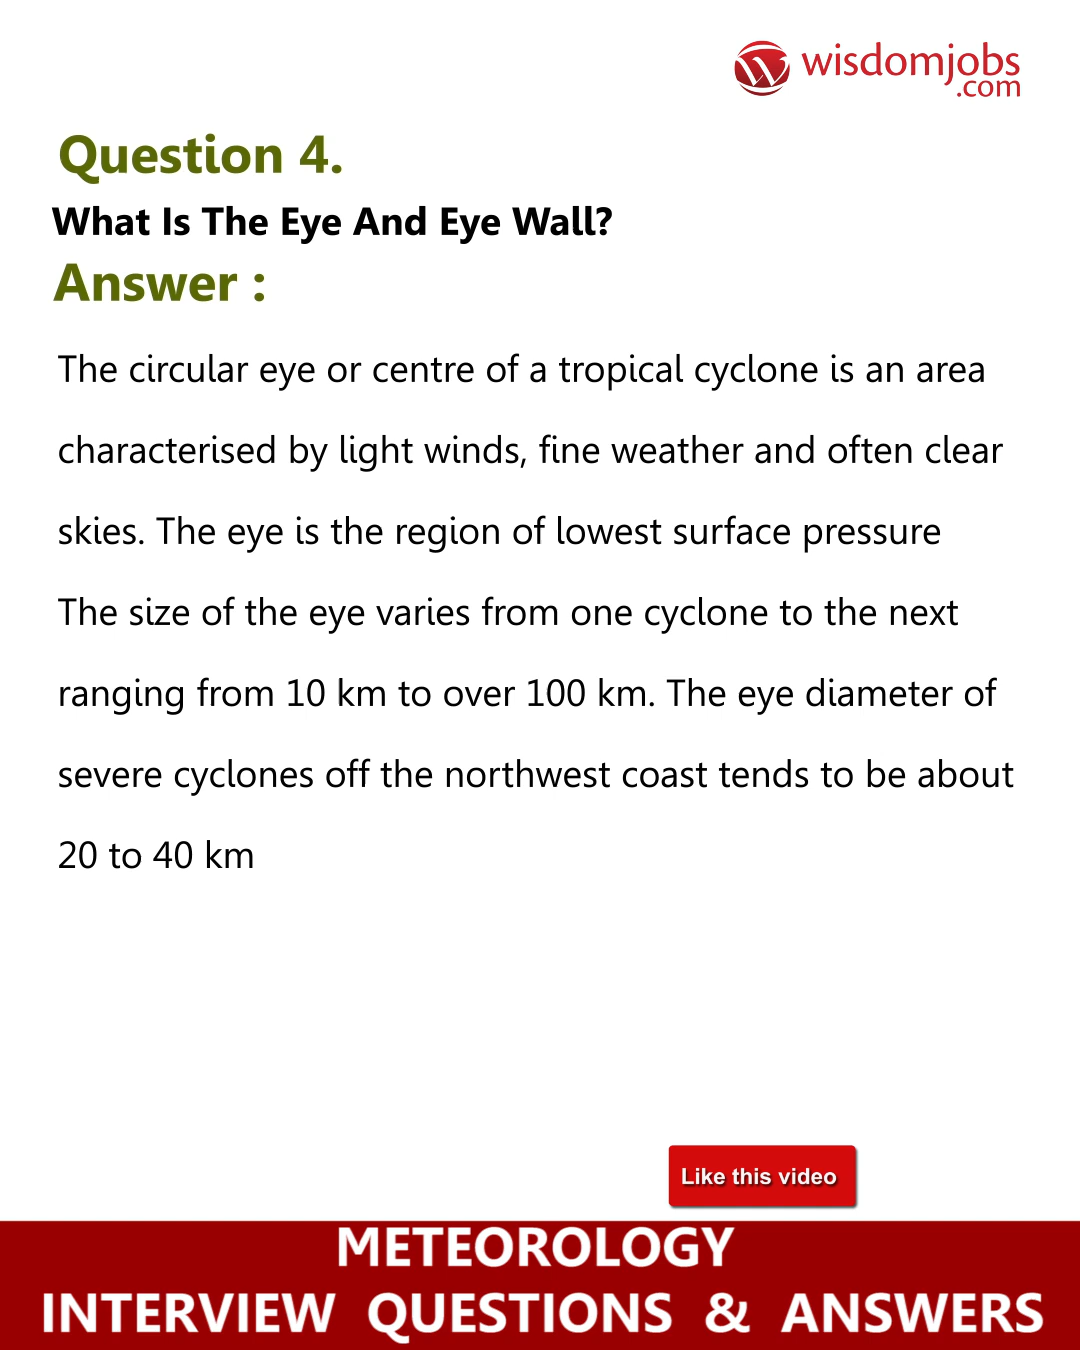 wisdomjobs
.com
Question 4.
What Is The Eye And Eye Wall?
Answer :
The circular eye or centre of a tropical cyclone is an area
characterised by light winds, fine weather and often clear
skies. The eye is the region of lowest surface pressure
The size of the eye varies from one cyclone to the next
ranging from 10 km to over 100 km. The eye diameter of
severe cyclones off the northwest coast tends to be about
20 to 40 km
Like this video
METEOROLOGY
INTERVIEW QUESTIONS & ANSWERS